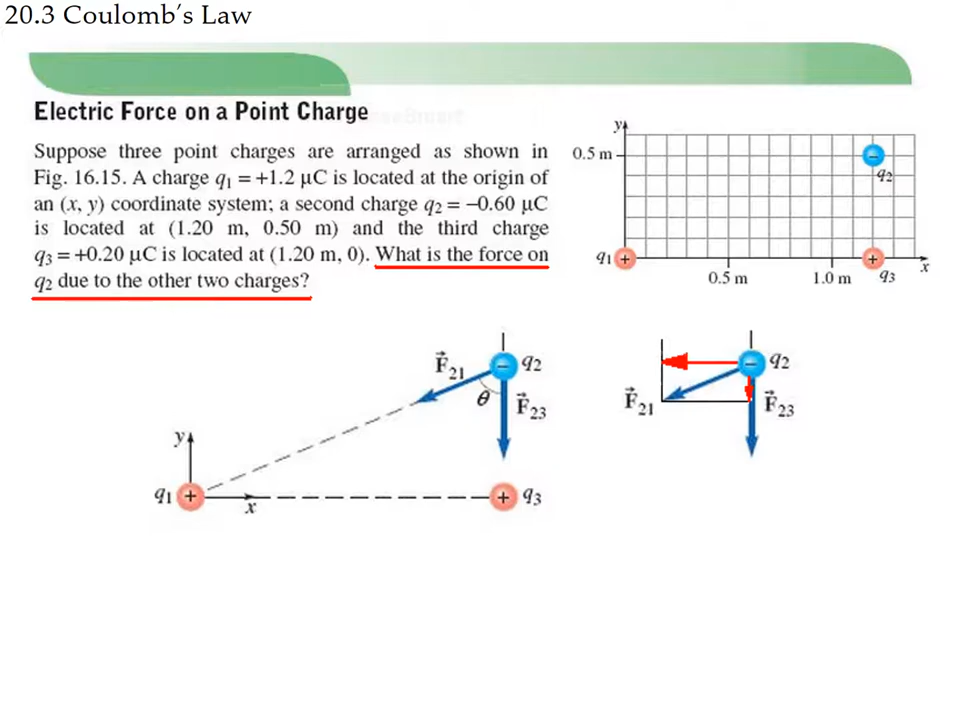 20.3 Coulomb's Law
Electric Force on a Point Charge
Suppose three point charges are arranged as shown in
Fig. 16.15. A charge q₁ = +1.2 μC is located at the origin of
an (x, y) coordinate system; a second charge q₂ = −0.60 μC
is located at (1.20 m, 0.50 m) and the third charge
q₃ = +0.20 μC is located at (1.20 m, 0). What is the force on
q₂ due to the other two charges?
y
0.5 m
−
q₂
q₁ +
+
x
0.5 m
1.0 m
q₃
F⃗₂₁
−
q₂
θ
F⃗₂₃
y
q₁ +
x
+ q₃
−
q₂
F⃗₂₁
F⃗₂₃